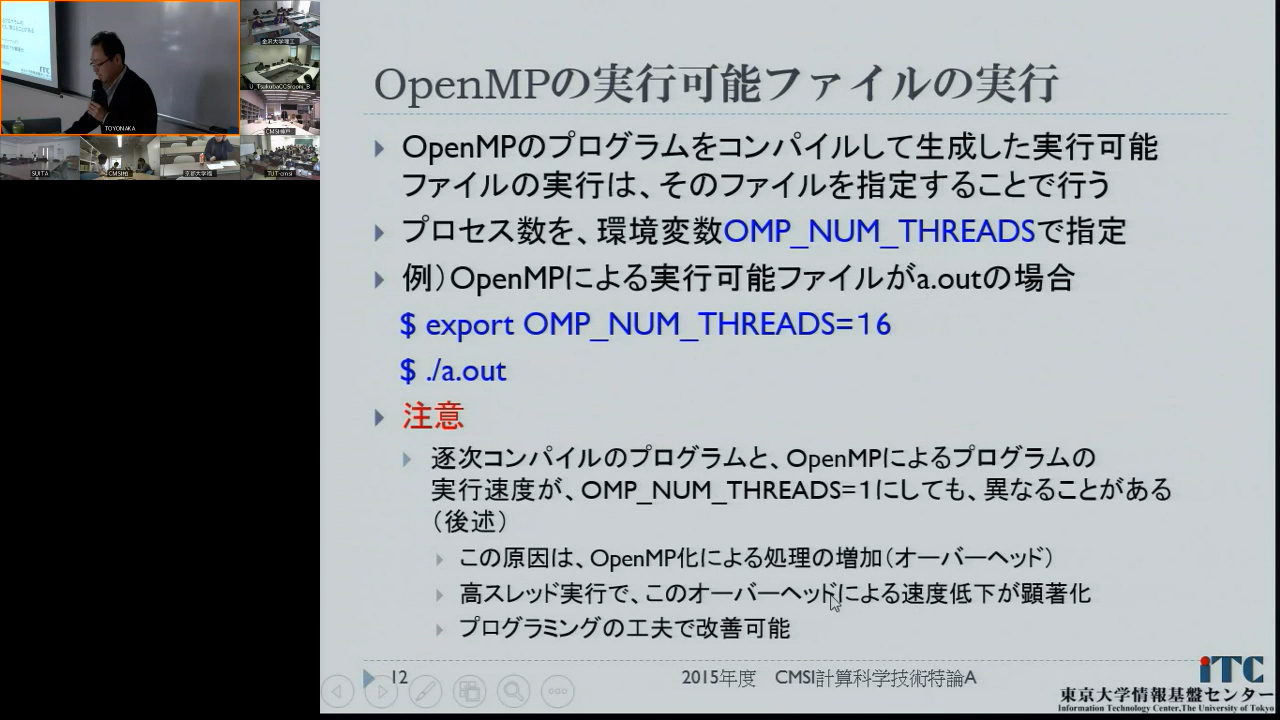 TOYONAKA
金沢大学理工
U_TsukubaCCSroom_B
CMSI神戸
SUITA
CMSI柏
TUT-cmsi
OpenMPの実行可能ファイルの実行
OpenMPのプログラムをコンパイルして生成した実行可能
ファイルの実行は、そのファイルを指定することで行う
プロセス数を、環境変数OMP_NUM_THREADSで指定
例）OpenMPによる実行可能ファイルがa.outの場合
$ export OMP_NUM_THREADS=16
$ ./a.out
注意
逐次コンパイルのプログラムと、OpenMPによるプログラムの
実行速度が、OMP_NUM_THREADS=1にしても、異なることがある
（後述）
この原因は、OpenMP化による処理の増加（オーバーヘッド）
高スレッド実行で、このオーバーヘッドによる速度低下が顕著化
プログラミングの工夫で改善可能
12
2015年度 CMSI計算科学技術特論A
iTC
東京大学情報基盤センター
Information Technology Center,The University of Tokyo